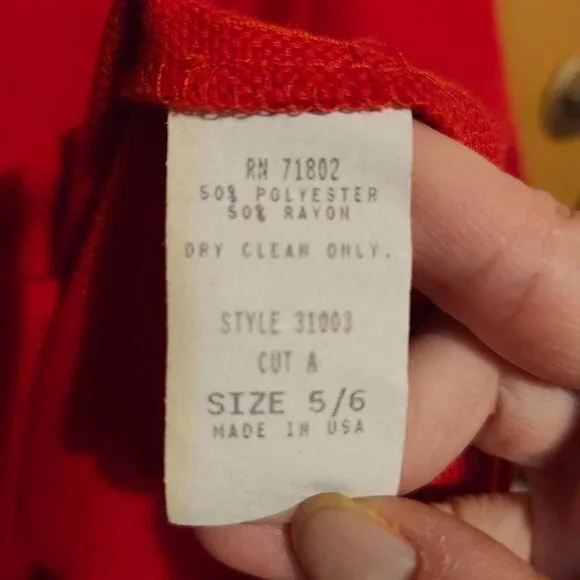 RN 71802
50% POLYESTER
50% RAYON
DRY CLEAN ONLY.
STYLE 31003
CUT A
SIZE 5/6
MADE IN USA